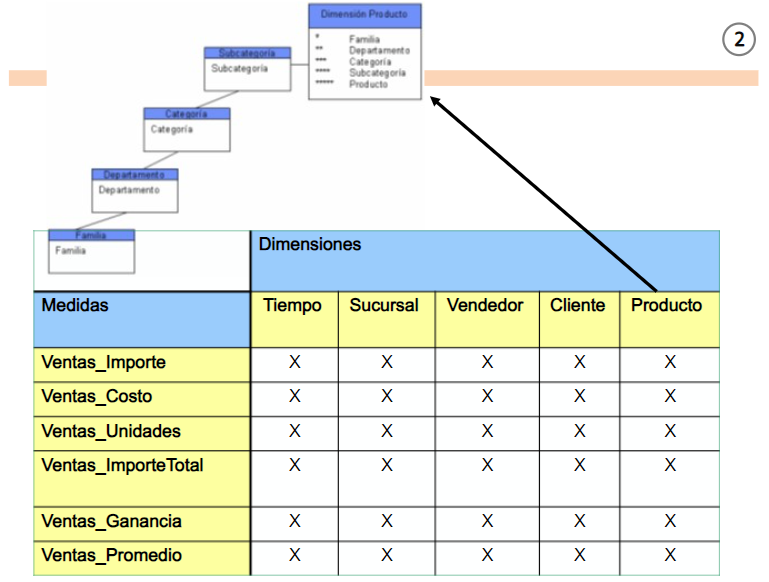 2
Dimensión Producto
* Familia
** Departamento
*** Categoría
**** Subcategoría
***** Producto
Subcategoría
Subcategoría
Categoría
Categoría
Departamento
Departamento
Familia
Familia
Dimensiones
Medidas Tiempo Sucursal Vendedor Cliente Producto
Ventas_Importe X X X X X
Ventas_Costo X X X X X
Ventas_Unidades X X X X X
Ventas_ImporteTotal X X X X X
Ventas_Ganancia X X X X X
Ventas_Promedio X X X X X